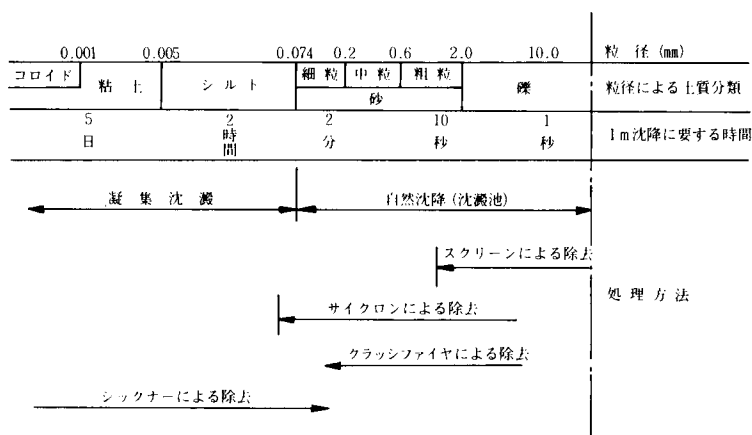 0.001 0.005 0.074 0.2 0.6 2.0 10.0 粒径(mm)
コロイド 粘土 シルト 細粒 中粒 粗粒 礫 粒径による土質分類
砂
5日 2時間 2分 10秒 1秒 1m沈降に要する時間
凝集沈澱 自然沈降(沈澱池)
スクリーンによる除去
処理方法
サイクロンによる除去
クラッシファイヤによる除去
シックナーによる除去